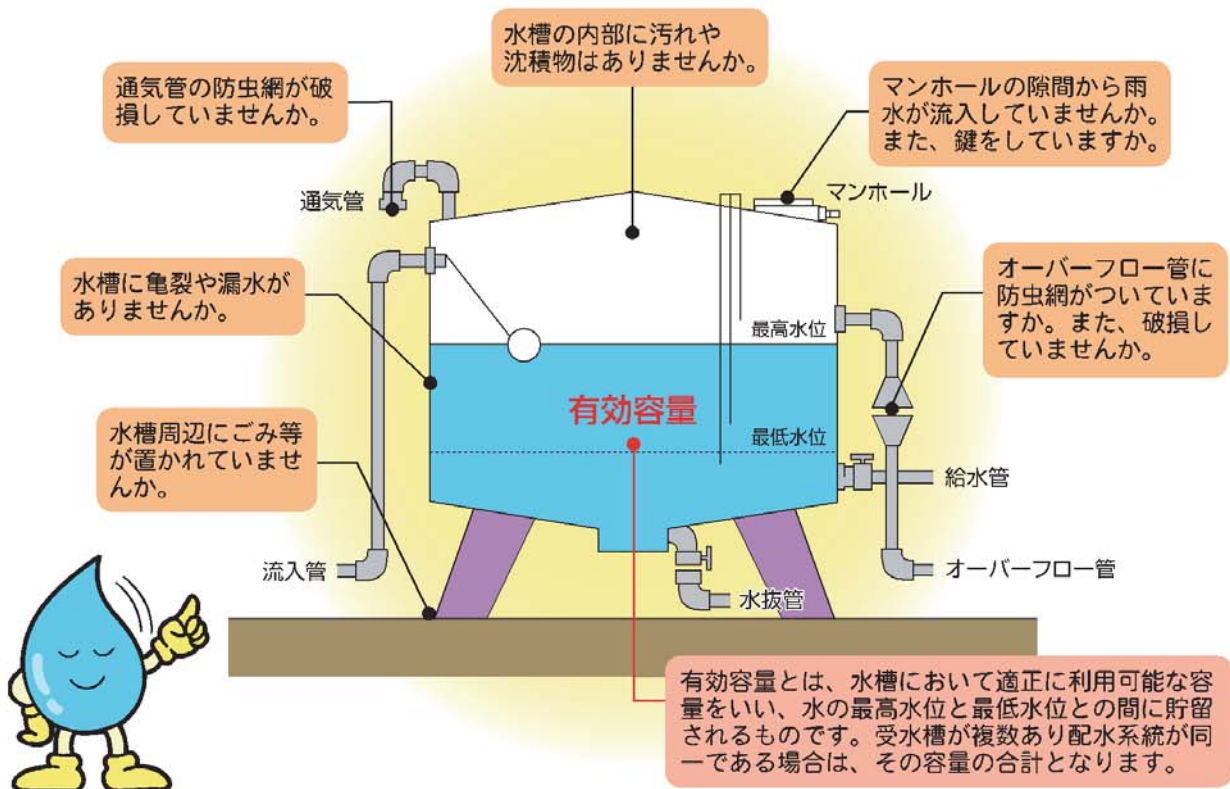 水槽の内部に汚れや
沈積物はありませんか。
通気管の防虫網が破
損していませんか。
マンホールの隙間から雨
水が流入していませんか。
また、鍵をしていますか。
通気管
マンホール
水槽に亀裂や漏水が
ありませんか。
オーバーフロー管に
防虫網がついていま
すか。また、破損し
ていませんか。
最高水位
有効容量
最低水位
水槽周辺にごみ等
が置かれていませ
んか。
給水管
流入管
オーバーフロー管
水抜管
有効容量とは、水槽において適正に利用可能な容
量をいい、水の最高水位と最低水位との間に貯留
されるものです。受水槽が複数あり配水系統が同
一である場合は、その容量の合計となります。